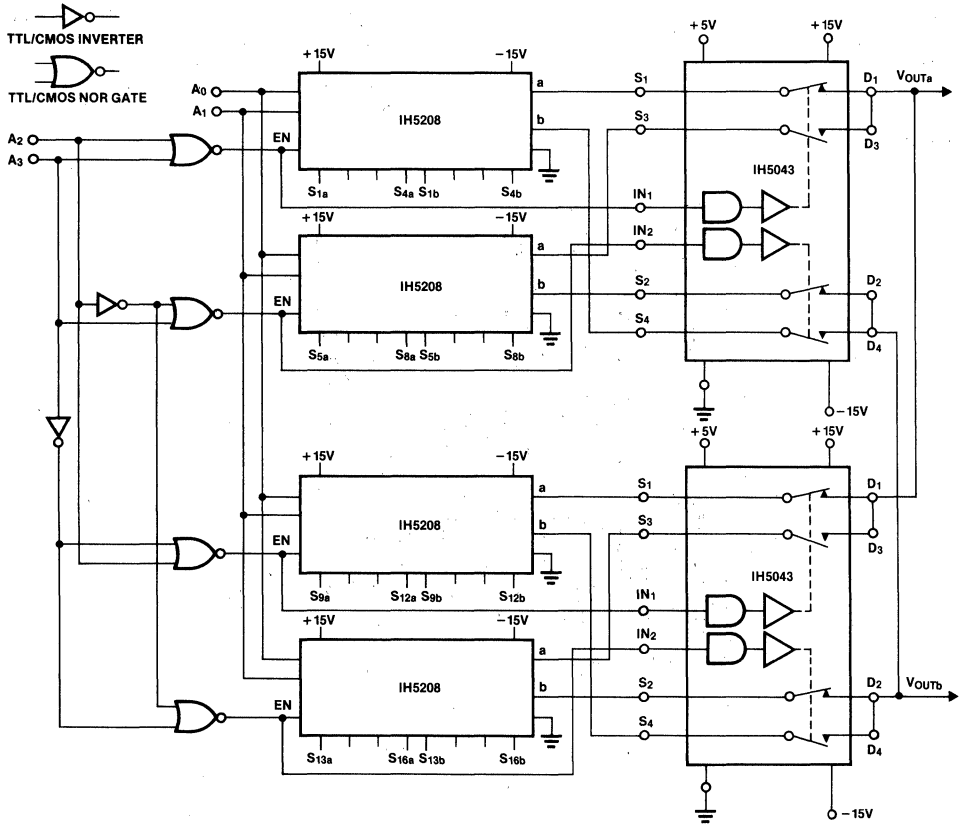 TTL/CMOS INVERTER
TTL/CMOS NOR GATE
A0
A1
A2
A3
+15V
-15V
IH5208
a
b
EN
S1a
S4a S1b
S4b
+15V
-15V
IH5208
a
b
EN
S5a
S8a S5b
S8b
+5V
+15V
S1
S3
IN1
IN2
S2
S4
IH5043
D1
D3
D2
D4
VOUTa
-15V
+15V
-15V
IH5208
a
b
EN
S9a
S12a S9b
S12b
+15V
-15V
IH5208
a
b
EN
S13a
S16a S13b
S16b
+5V
+15V
S1
S3
IN1
IN2
S2
S4
IH5043
D1
D3
D2
D4
VOUTb
-15V